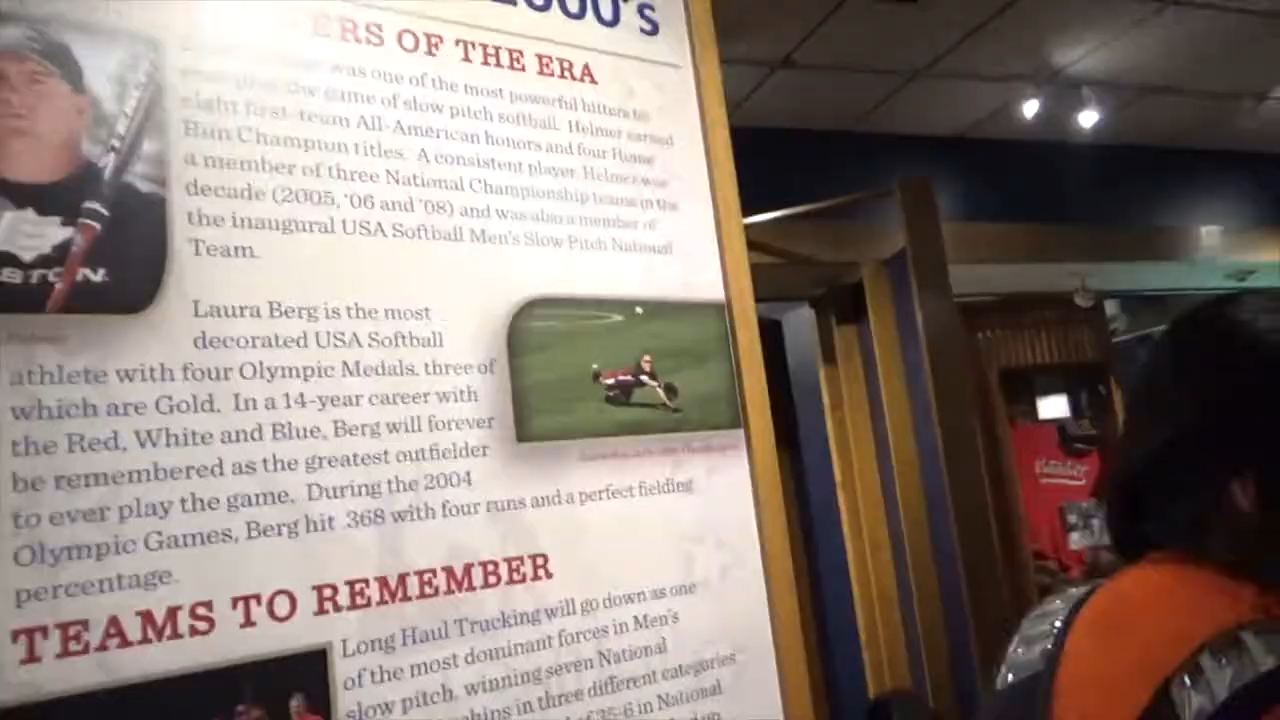 2000's
ERS OF THE ERA
was one of the most powerful hitters to
game of slow pitch softball. Helmer earned
eight first-team All-American honors and four Home
Run Champion titles. A consistent player, Helmer was
a member of three National Championship teams in the
decade (2005, '06 and '08) and was also a member of
the inaugural USA Softball Men's Slow Pitch National
Team.
STON
Laura Berg is the most
decorated USA Softball
athlete with four Olympic Medals, three of
which are Gold. In a 14-year career with
the Red, White and Blue, Berg will forever
be remembered as the greatest outfielder
to ever play the game. During the 2004
Olympic Games, Berg hit .368 with four runs and a perfect fielding
percentage.
TEAMS TO REMEMBER
Long Haul Trucking will go down as one
of the most dominant forces in Men's
slow pitch, winning seven National
hips in three different categories
of 35-6 in National